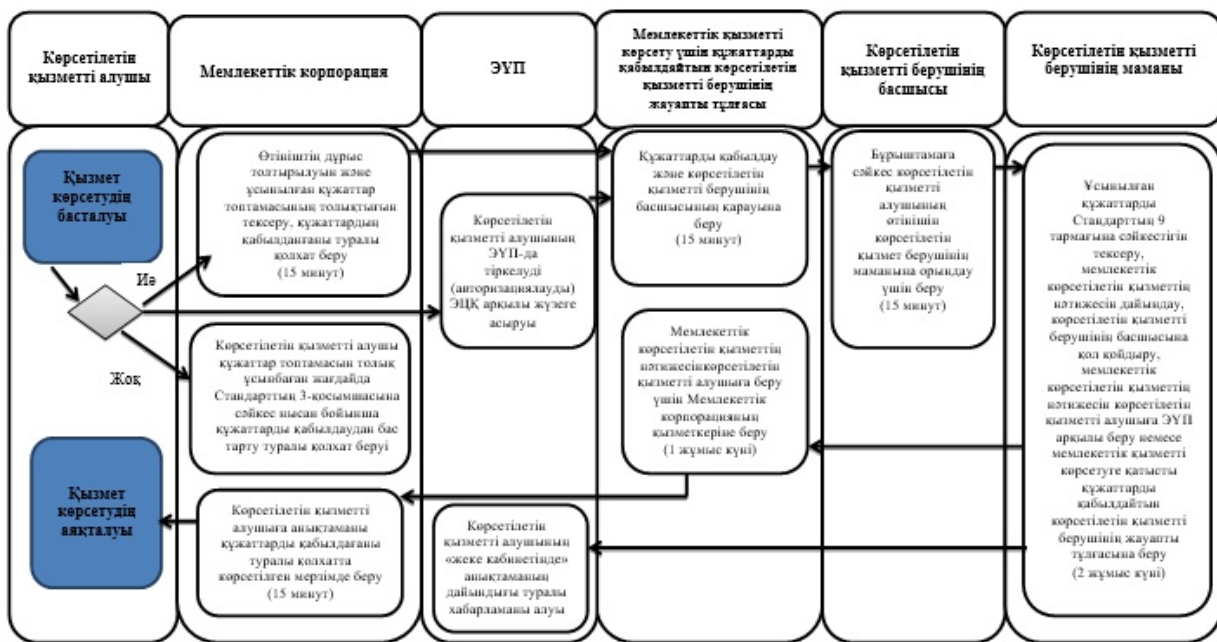 Көрсетілетін
қызметті алушы
Мемлекеттік корпорация
ЭҮП
Мемлекеттік қызметті
көрсету үшін құжаттарды
қабылдайтын көрсетілетін
қызметті берушінің
жауапты тұлғасы
Көрсетілетін
қызметті берушінің
басшысы
Көрсетілетін қызметті
берушінің маманы
Қызмет
көрсетудің
басталуы
Иә
Жоқ
Қызмет
көрсетудің
аяқталуы
Өтініштің дұрыс
толтырылуын және
ұсынылған құжаттар
топтамасының толықтығын
тексеру, құжаттардың
қабылданғаны туралы
қолхат беру
(15 минут)
Көрсетілетін қызметті алушы
құжаттар топтамасын толық
ұсынбаған жағдайда
Стандарттың 3-қосымшасына
сәйкес нысан бойынша
құжаттарды қабылдаудан бас
тарту туралы қолхат беруі
Көрсетілетін қызметті
алушыға анықтаманы
құжаттарды қабылдағаны
туралы қолхатта
көрсетілген мерзімде беру
(15 минут)
Көрсетілетін
қызметті алушының
ЭҮП-да
тіркелуді
(авторизациялауды)
ЭЦҚ арқылы жүзеге
асыруы
Көрсетілетін
қызметті алушының
«жеке кабинетінде»
анықтаманың
дайындығы туралы
хабарламаны алуы
Құжаттарды қабылдау
және көрсетілетін
қызметті берушінің
басшысының қарауына
беру
(15 минут)
Мемлекеттік
көрсетілетін қызметтің
нәтижесінкөрсетілетін
қызметті алушыға беру
үшін Мемлекеттік
корпорацияның
қызметкеріне беру
(1 жұмыс күні)
Бұрыштамаға
сәйкес көрсетілетін
қызметті
алушының
өтінішін
көрсетілетін
қызмет берушінің
маманына орындау
үшін беру
(15 минут)
Ұсынылған
құжаттарды
Стандарттың 9
тармағына сәйкестігін
тексеру,
мемлекеттік
көрсетілетін қызметтің
нәтижесін дайындау,
көрсетілетін қызметті
берушінің басшысына
қол қойдыру,
мемлекеттік
көрсетілетін қызметтің
нәтижесін көрсетілетін
қызметті алушыға ЭҮП
арқылы беру немесе
мемлекеттік қызметті
көрсетуге қатысты
құжаттарды
қабылдайтын
көрсетілетін қызметті
берушінің жауапты
тұлғасына беру
(2 жұмыс күні)